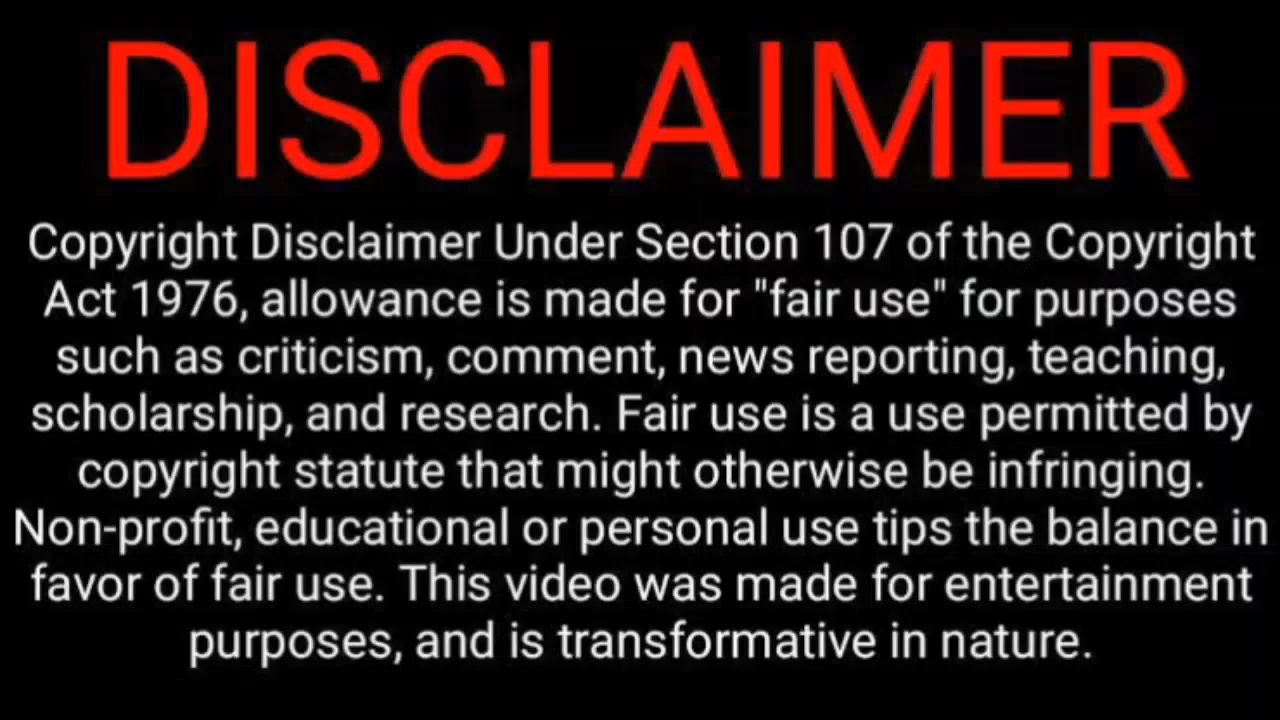 DISCLAIMER
Copyright Disclaimer Under Section 107 of the Copyright
Act 1976, allowance is made for "fair use" for purposes
such as criticism, comment, news reporting, teaching,
scholarship, and research. Fair use is a use permitted by
copyright statute that might otherwise be infringing.
Non-profit, educational or personal use tips the balance in
favor of fair use. This video was made for entertainment
purposes, and is transformative in nature.